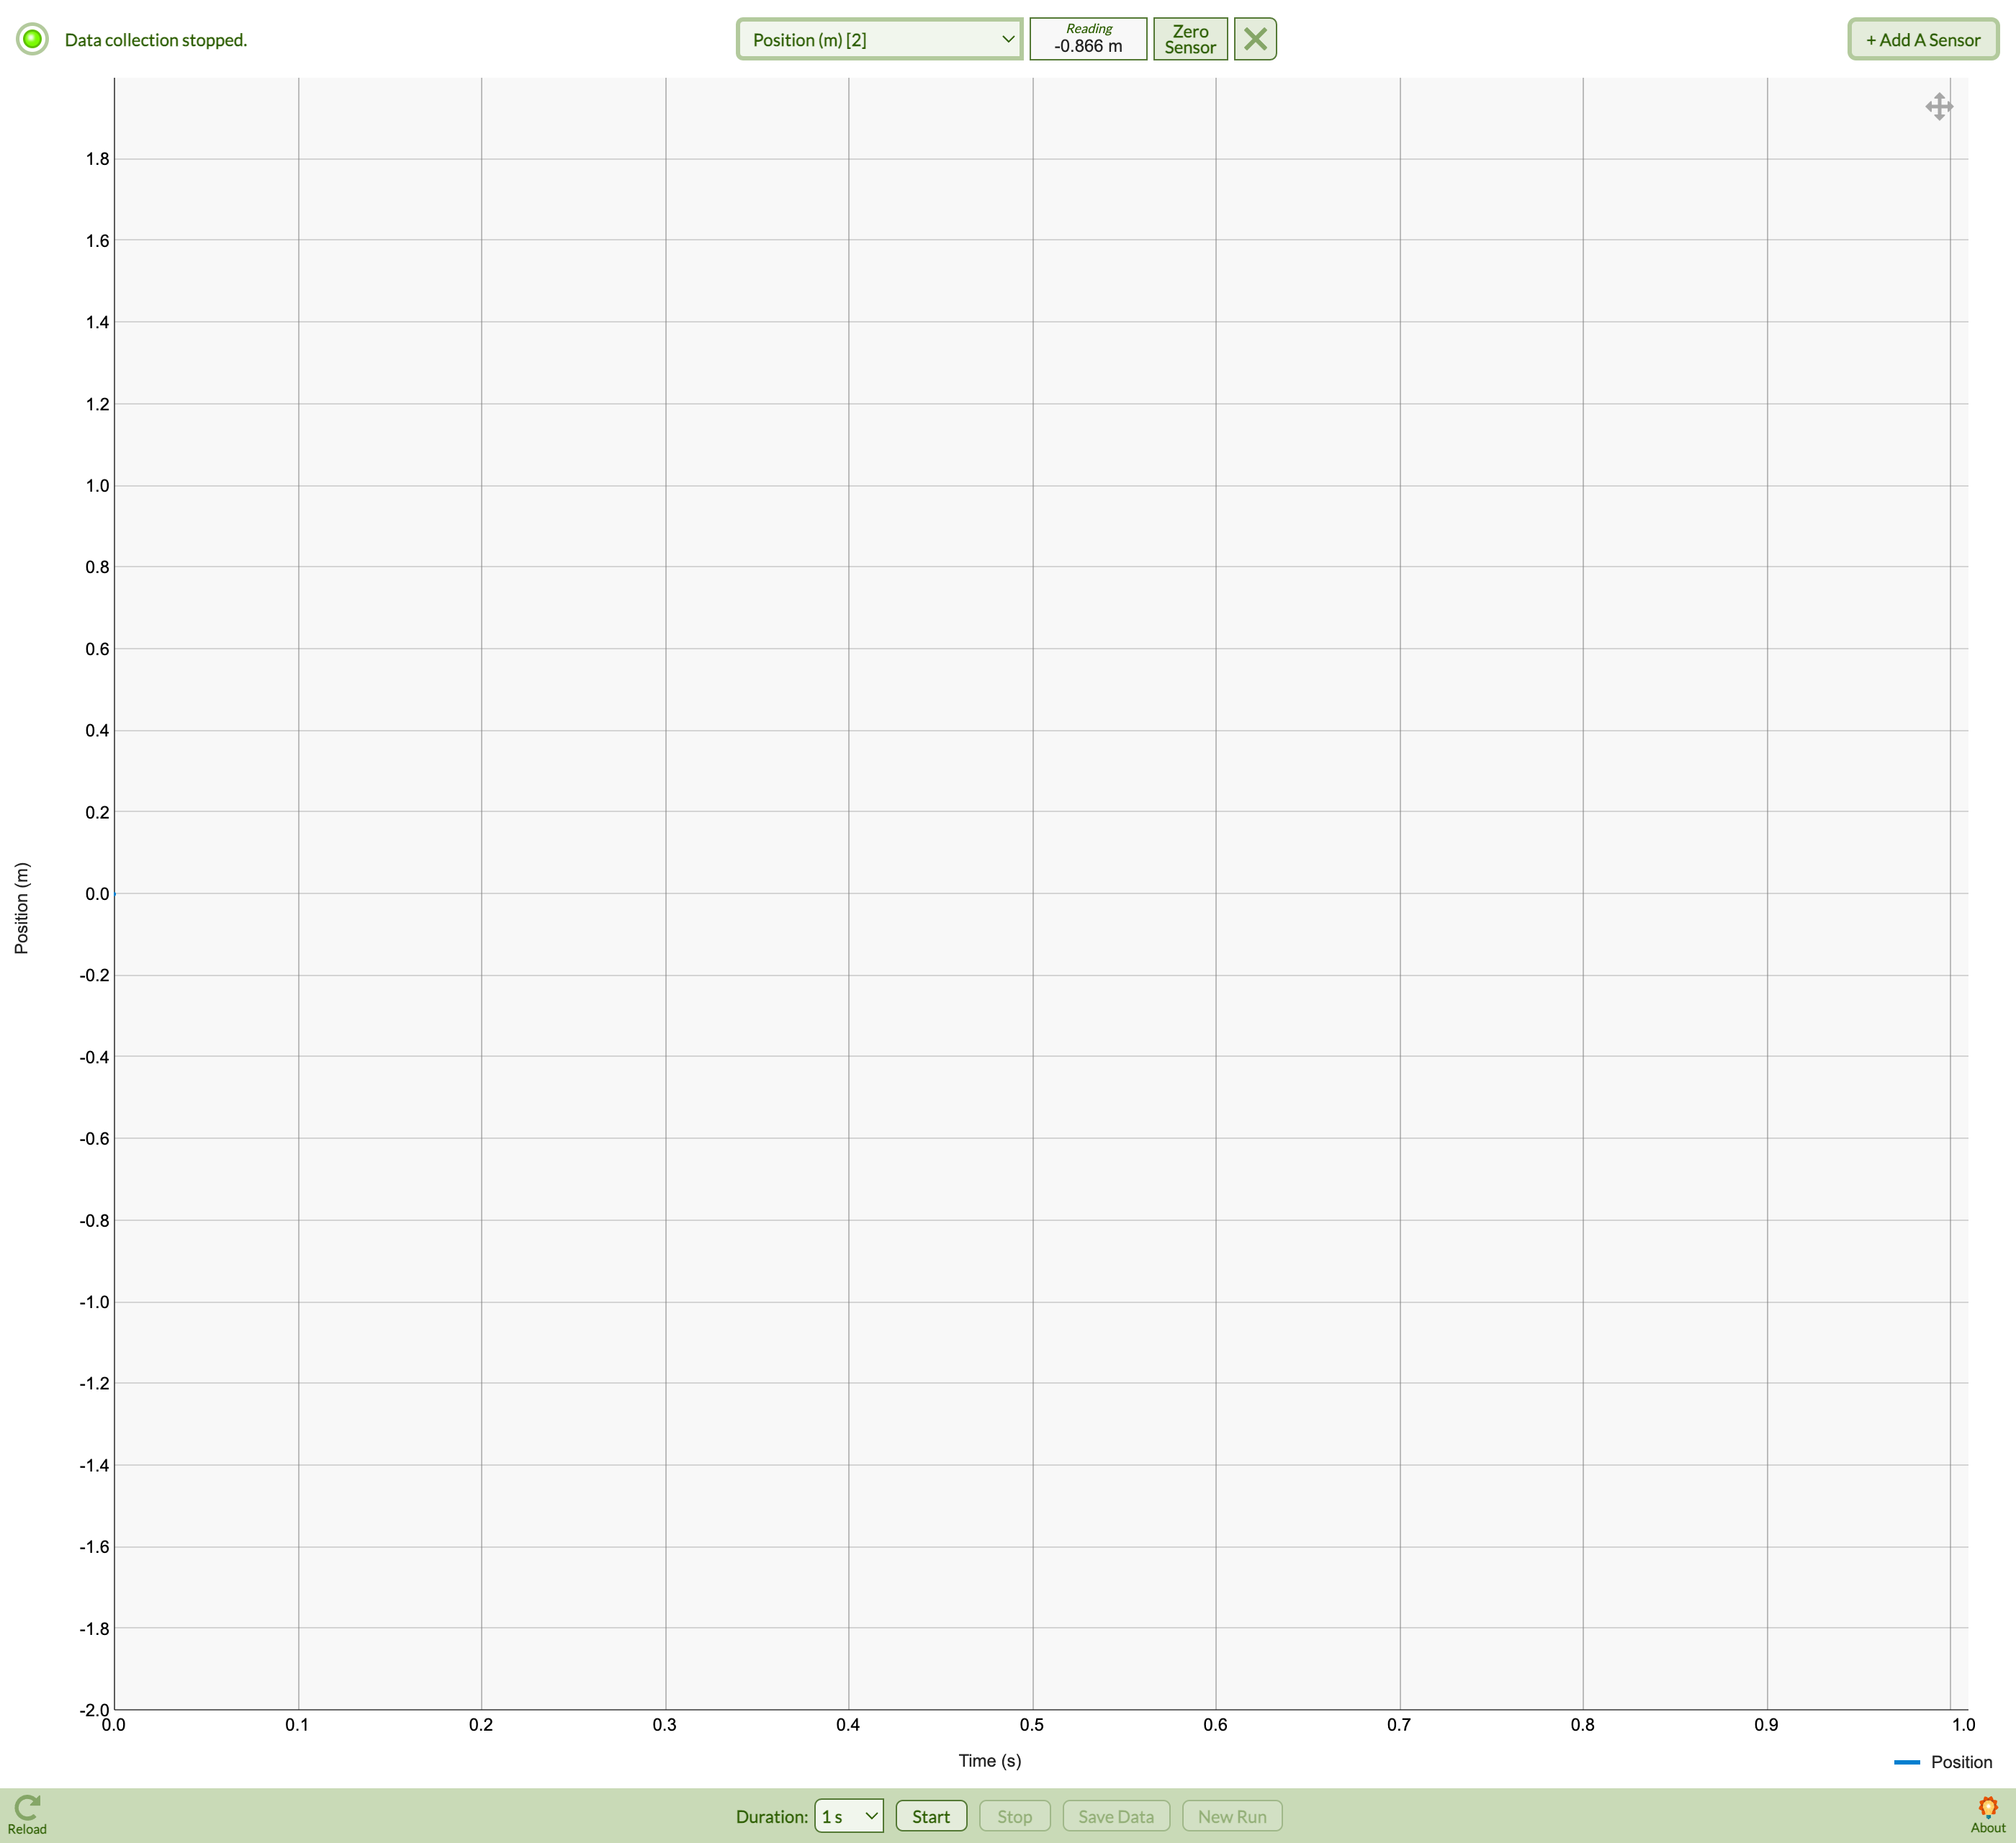 Data collection stopped.
Position (m) [2]
Reading
-0.866 m
Zero
Sensor
+ Add A Sensor
1.8
1.6
1.4
1.2
1.0
0.8
0.6
0.4
0.2
0.0
-0.2
-0.4
-0.6
-0.8
-1.0
-1.2
-1.4
-1.6
-1.8
-2.0
Position (m)
0.0 0.1 0.2 0.3 0.4 0.5 0.6 0.7 0.8 0.9 1.0
Time (s)
Position
Reload
Duration: 1 s Start Stop Save Data New Run
About